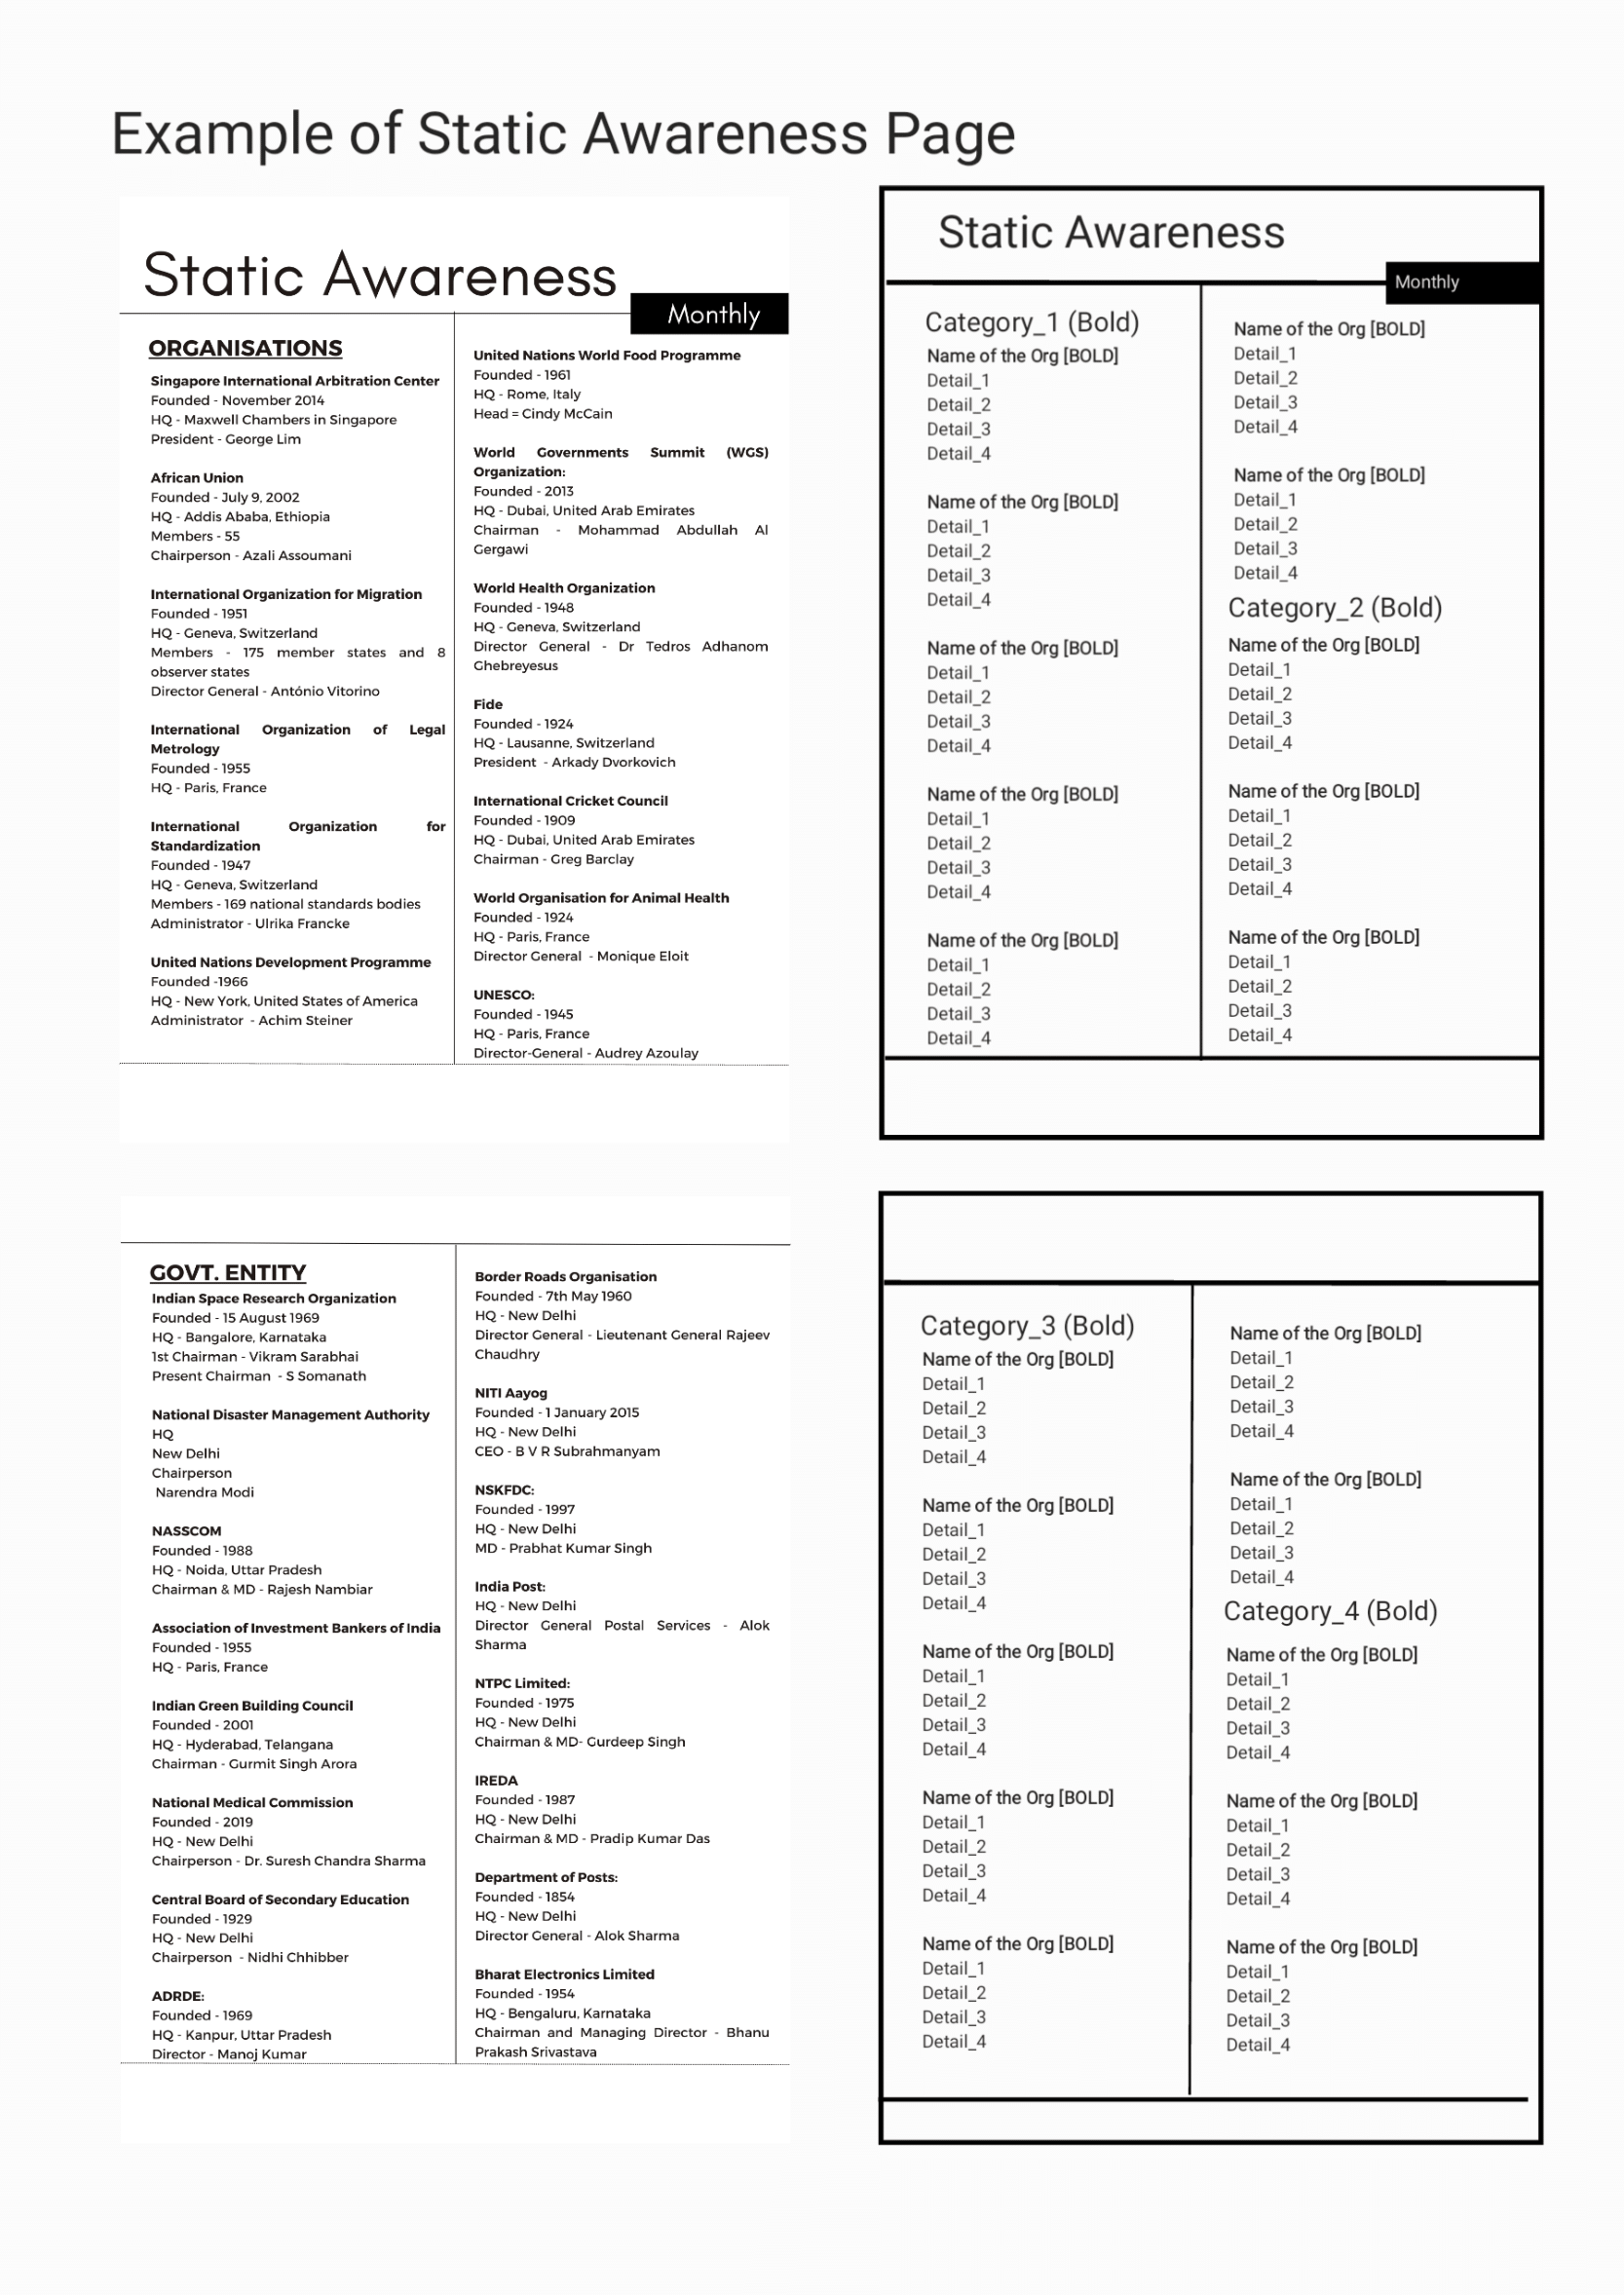 Example of Static Awareness Page
Static Awareness
Monthly
ORGANISATIONS
Singapore International Arbitration Center
Founded - November 2014
HQ - Maxwell Chambers in Singapore
President - George Lim
African Union
Founded - July 9, 2002
HQ - Addis Ababa, Ethiopia
Members - 55
Chairperson - Azali Assoumani
International Organization for Migration
Founded - 1951
HQ - Geneva, Switzerland
Members - 175 member states and 8
observer states
Director General - António Vitorino
International Organization of Legal
Metrology
Founded - 1955
HQ - Paris, France
International Organization for
Standardization
Founded - 1947
HQ - Geneva, Switzerland
Members - 169 national standards bodies
Administrator - Ulrika Francke
United Nations Development Programme
Founded -1966
HQ - New York, United States of America
Administrator - Achim Steiner
United Nations World Food Programme
Founded - 1961
HQ - Rome, Italy
Head = Cindy McCain
World Governments Summit (WGS)
Organization:
Founded - 2013
HQ - Dubai, United Arab Emirates
Chairman - Mohammad Abdullah Al
Gergawi
World Health Organization
Founded - 1948
HQ - Geneva, Switzerland
Director General - Dr Tedros Adhanom
Ghebreyesus
Fide
Founded - 1924
HQ - Lausanne, Switzerland
President - Arkady Dvorkovich
International Cricket Council
Founded - 1909
HQ - Dubai, United Arab Emirates
Chairman - Greg Barclay
World Organisation for Animal Health
Founded - 1924
HQ - Paris, France
Director General - Monique Eloit
UNESCO:
Founded - 1945
HQ - Paris, France
Director-General - Audrey Azoulay
Static Awareness
Monthly
Category_1 (Bold)
Name of the Org [BOLD]
Detail_1
Detail_2
Detail_3
Detail_4
Name of the Org [BOLD]
Detail_1
Detail_2
Detail_3
Detail_4
Name of the Org [BOLD]
Detail_1
Detail_2
Detail_3
Detail_4
Name of the Org [BOLD]
Detail_1
Detail_2
Detail_3
Detail_4
Name of the Org [BOLD]
Detail_1
Detail_2
Detail_3
Detail_4
Name of the Org [BOLD]
Detail_1
Detail_2
Detail_3
Detail_4
Name of the Org [BOLD]
Detail_1
Detail_2
Detail_3
Detail_4
Category_2 (Bold)
Name of the Org [BOLD]
Detail_1
Detail_2
Detail_3
Detail_4
Name of the Org [BOLD]
Detail_1
Detail_2
Detail_3
Detail_4
Name of the Org [BOLD]
Detail_1
Detail_2
Detail_3
Detail_4
GOVT. ENTITY
Indian Space Research Organization
Founded - 15 August 1969
HQ - Bangalore, Karnataka
1st Chairman - Vikram Sarabhai
Present Chairman - S Somanath
National Disaster Management Authority
HQ
New Delhi
Chairperson
Narendra Modi
NASSCOM
Founded - 1988
HQ - Noida, Uttar Pradesh
Chairman & MD - Rajesh Nambiar
Association of Investment Bankers of India
Founded - 1955
HQ - Paris, France
Indian Green Building Council
Founded - 2001
HQ - Hyderabad, Telangana
Chairman - Gurmit Singh Arora
National Medical Commission
Founded - 2019
HQ - New Delhi
Chairperson - Dr. Suresh Chandra Sharma
Central Board of Secondary Education
Founded - 1929
HQ - New Delhi
Chairperson - Nidhi Chhibber
ADRDE:
Founded - 1969
HQ - Kanpur, Uttar Pradesh
Director - Manoj Kumar
Border Roads Organisation
Founded - 7th May 1960
HQ - New Delhi
Director General - Lieutenant General Rajeev
Chaudhry
NITI Aayog
Founded - 1 January 2015
HQ - New Delhi
CEO - B V R Subrahmanyam
NSKFDC:
Founded - 1997
HQ - New Delhi
MD - Prabhat Kumar Singh
India Post:
HQ - New Delhi
Director General Postal Services - Alok
Sharma
NTPC Limited:
Founded - 1975
HQ - New Delhi
Chairman & MD- Gurdeep Singh
IREDA
Founded - 1987
HQ - New Delhi
Chairman & MD - Pradip Kumar Das
Department of Posts:
Founded - 1854
HQ - New Delhi
Director General - Alok Sharma
Bharat Electronics Limited
Founded - 1954
HQ - Bengaluru, Karnataka
Chairman and Managing Director - Bhanu
Prakash Srivastava
Category_3 (Bold)
Name of the Org [BOLD]
Detail_1
Detail_2
Detail_3
Detail_4
Name of the Org [BOLD]
Detail_1
Detail_2
Detail_3
Detail_4
Name of the Org [BOLD]
Detail_1
Detail_2
Detail_3
Detail_4
Name of the Org [BOLD]
Detail_1
Detail_2
Detail_3
Detail_4
Name of the Org [BOLD]
Detail_1
Detail_2
Detail_3
Detail_4
Name of the Org [BOLD]
Detail_1
Detail_2
Detail_3
Detail_4
Name of the Org [BOLD]
Detail_1
Detail_2
Detail_3
Detail_4
Category_4 (Bold)
Name of the Org [BOLD]
Detail_1
Detail_2
Detail_3
Detail_4
Name of the Org [BOLD]
Detail_1
Detail_2
Detail_3
Detail_4
Name of the Org [BOLD]
Detail_1
Detail_2
Detail_3
Detail_4